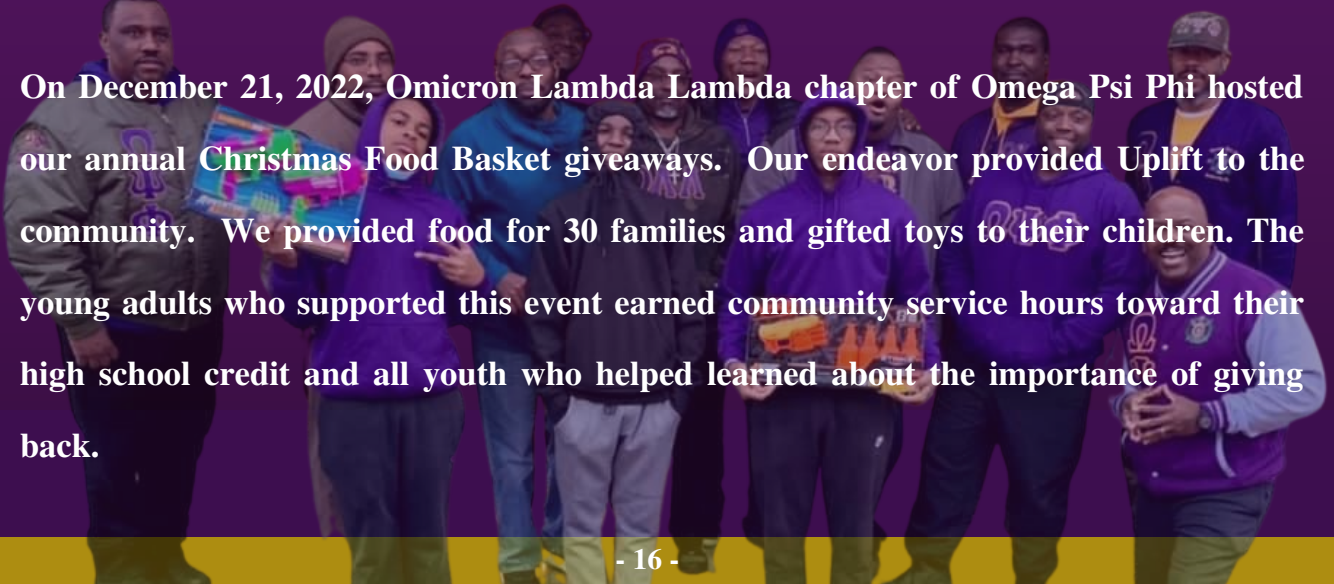 On December 21, 2022, Omicron Lambda Lambda chapter of Omega Psi Phi hosted
our annual Christmas Food Basket giveaways. Our endeavor provided Uplift to the
community. We provided food for 30 families and gifted toys to their children. The
young adults who supported this event earned community service hours toward their
high school credit and all youth who helped learned about the importance of giving
back.
- 16 -